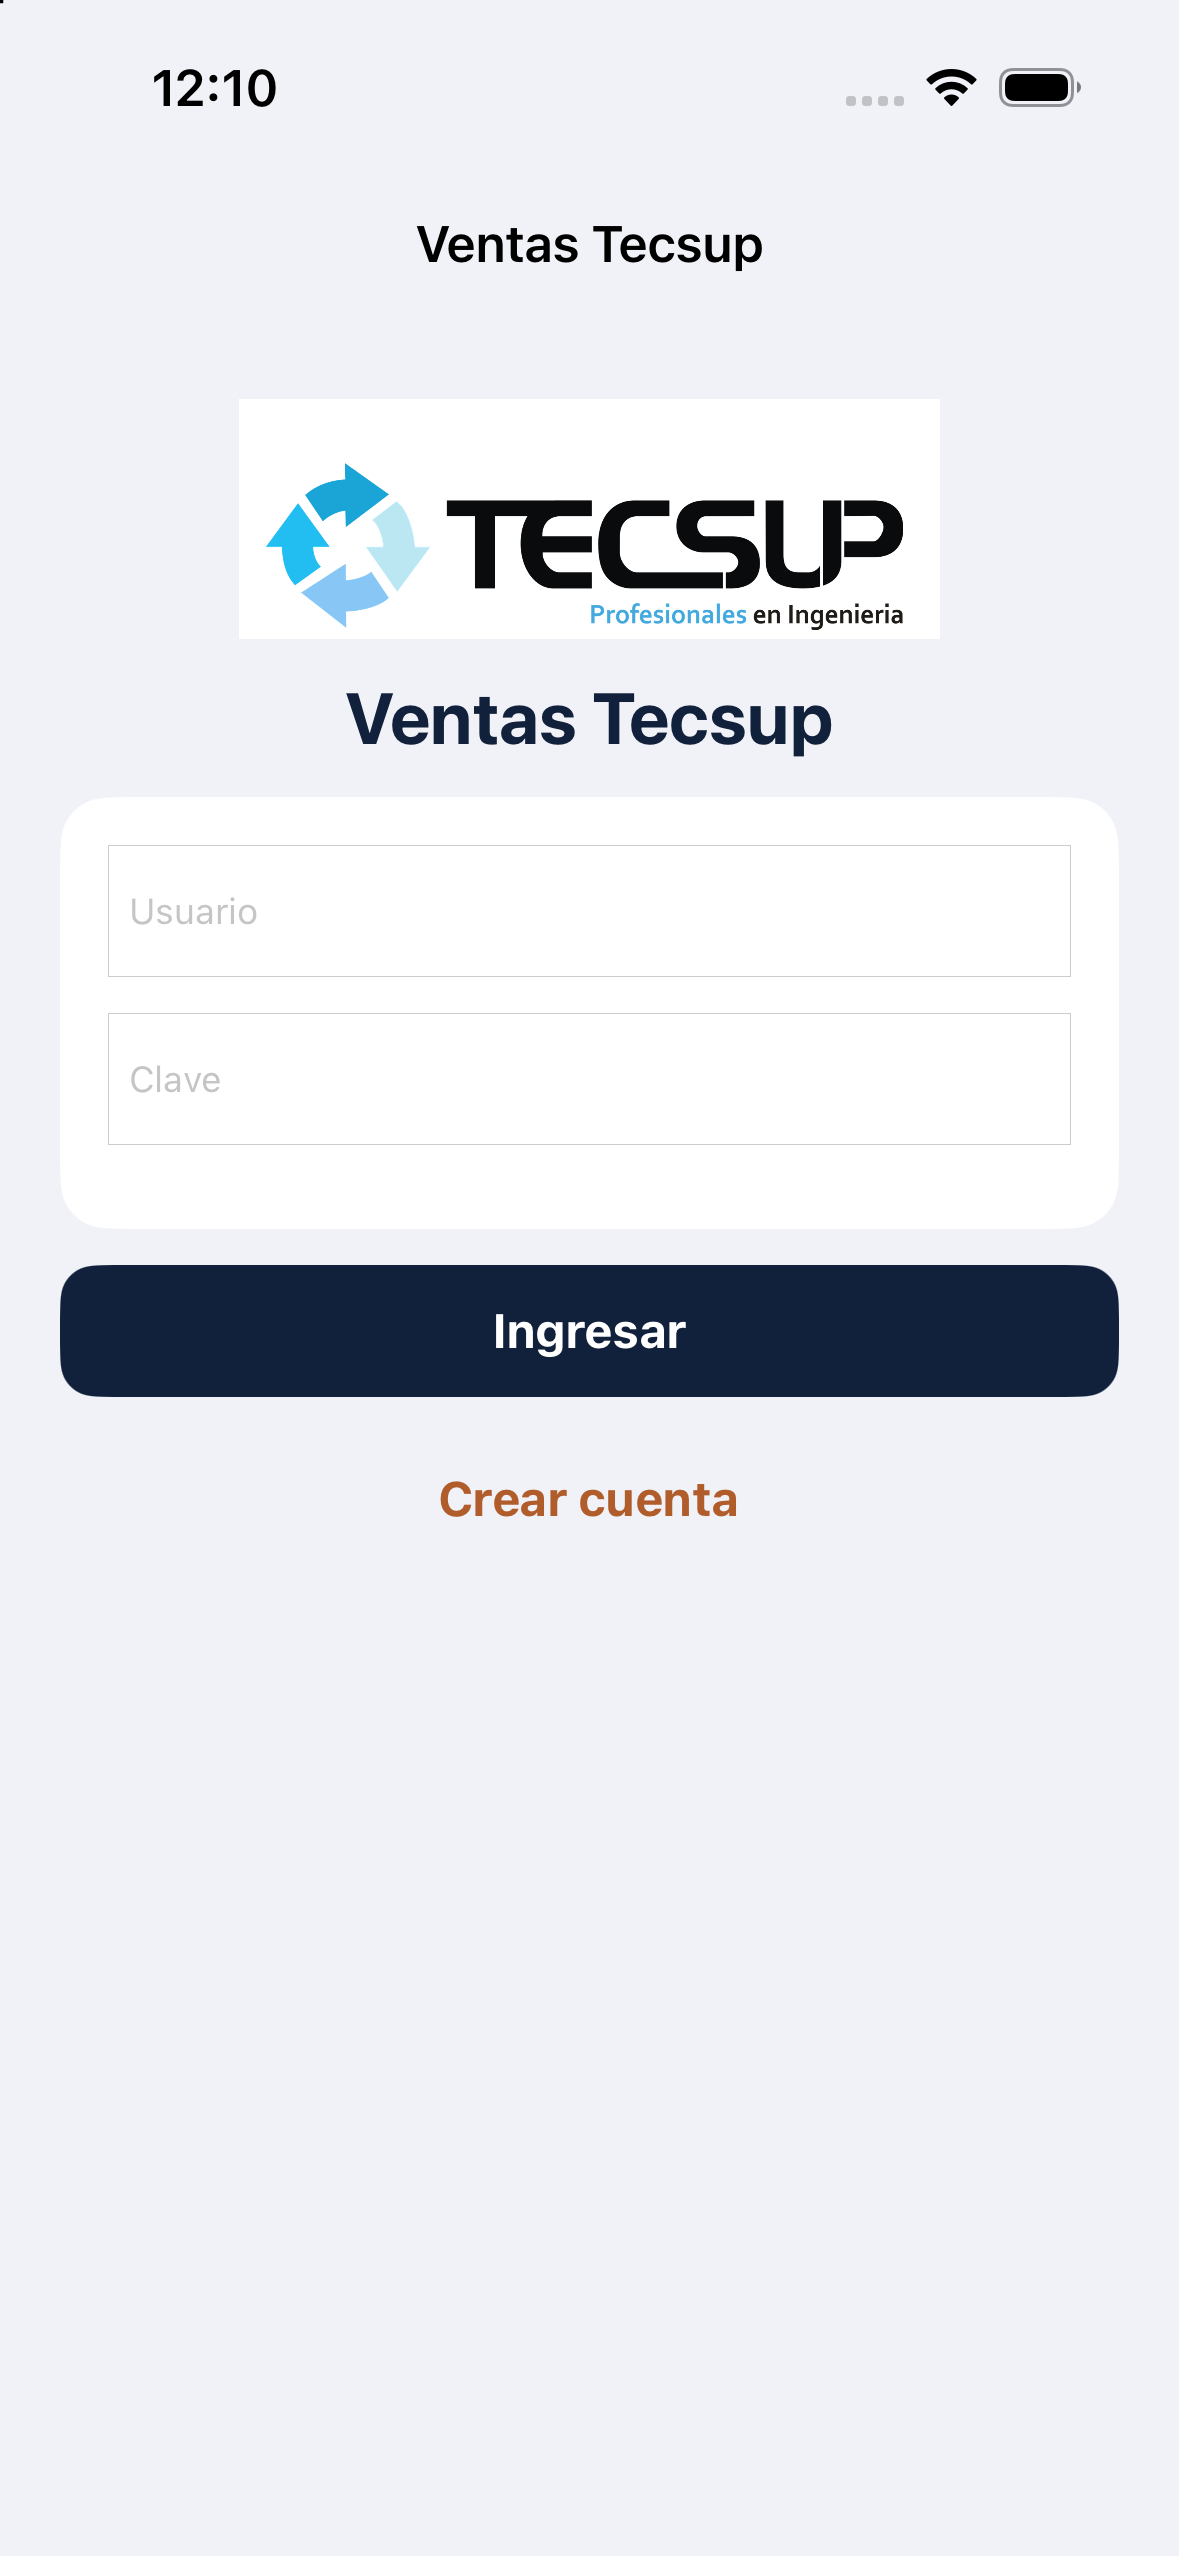 12:10
Ventas Tecsup
TECSUP
Profesionales en Ingenieria
Ventas Tecsup
Usuario
Clave
Ingresar
Crear cuenta